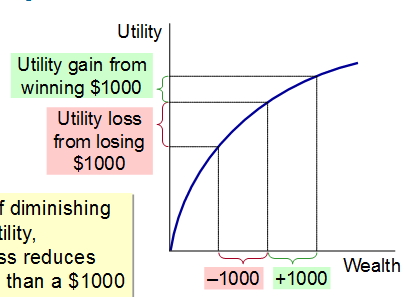 Utility
Utility gain from
winning $1000
Utility loss
from losing
$1000
f diminishing
tility,
ss reduces
than a $1000
Wealth
–1000
+1000